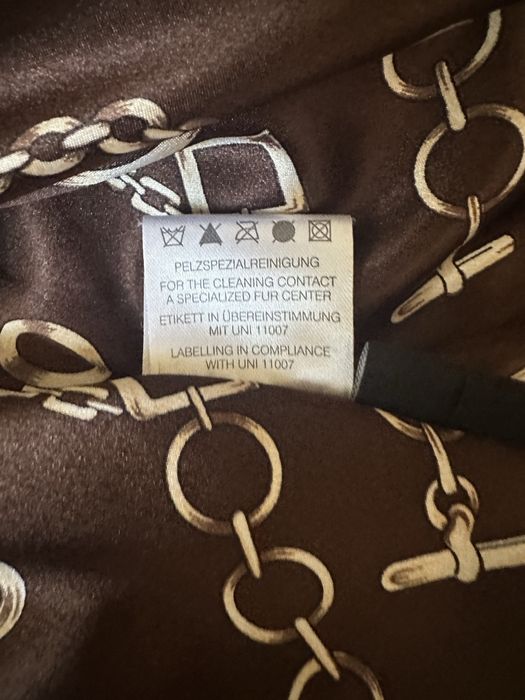 PELZSPEZIALREINIGUNG
FOR THE CLEANING CONTACT
A SPECIALIZED FUR CENTER
ETIKETT IN ÜBEREINSTIMMUNG
MIT UNI 11007
LABELLING IN COMPLIANCE
WITH UNI 11007